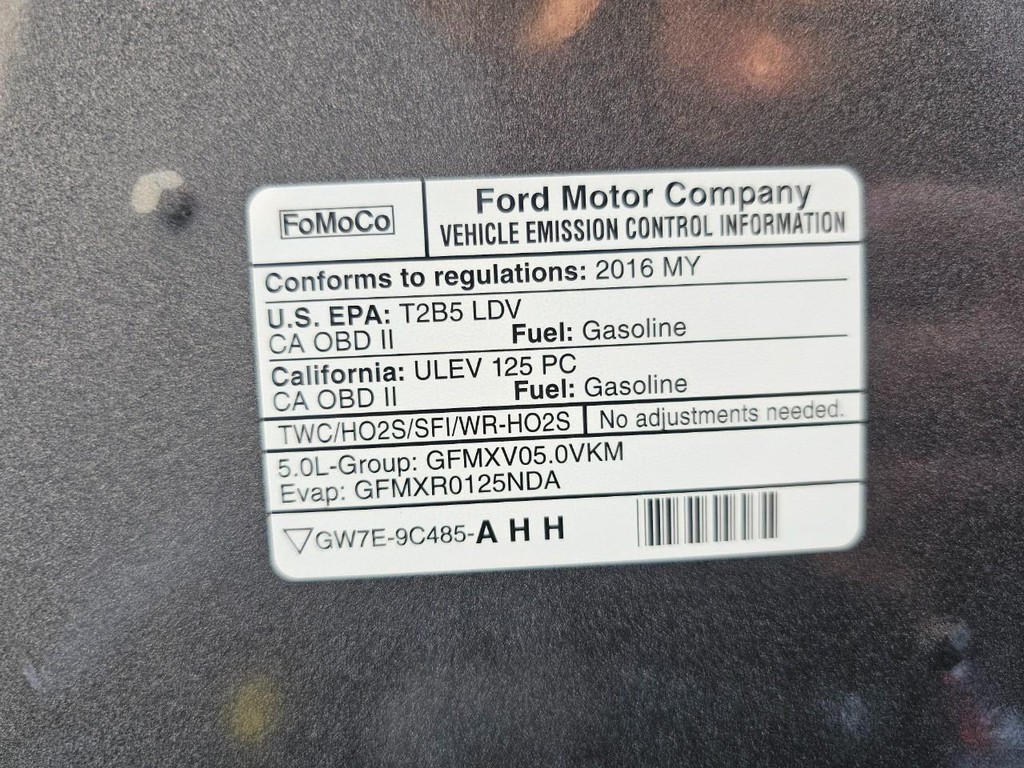 FoMoCo
Ford Motor Company
VEHICLE EMISSION CONTROL INFORMATION
Conforms to regulations: 2016 MY
U.S. EPA: T2B5 LDV
CA OBD II Fuel: Gasoline
California: ULEV 125 PC
CA OBD II Fuel: Gasoline
TWC/HO2S/SFI/WR-HO2S No adjustments needed.
5.0L-Group: GFMXV05.0VKM
Evap: GFMXR0125NDA
GW7E-9C485-AHH